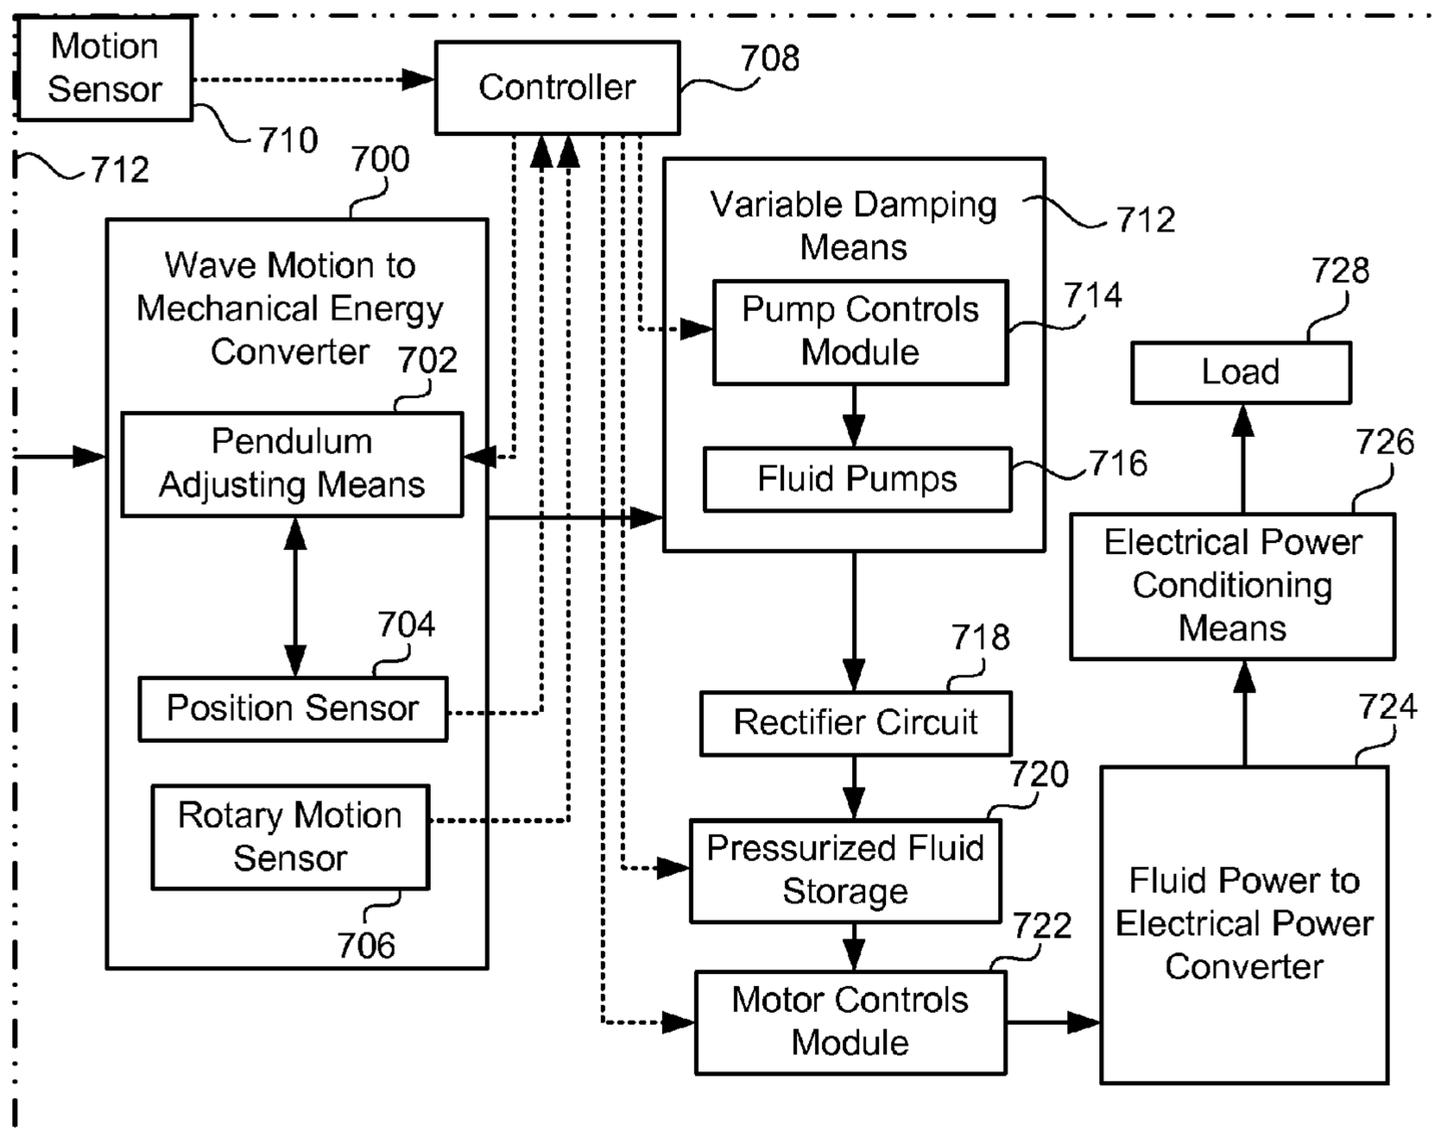 Motion
Sensor
710
712
Controller
708
700
Wave Motion to
Mechanical Energy
Converter
702
Pendulum
Adjusting Means
704
Position Sensor
Rotary Motion
Sensor
706
Variable Damping
Means
712
Pump Controls
Module
714
Fluid Pumps
716
718
Rectifier Circuit
720
Pressurized Fluid
Storage
722
Motor Controls
Module
728
Load
726
Electrical Power
Conditioning
Means
724
Fluid Power to
Electrical Power
Converter